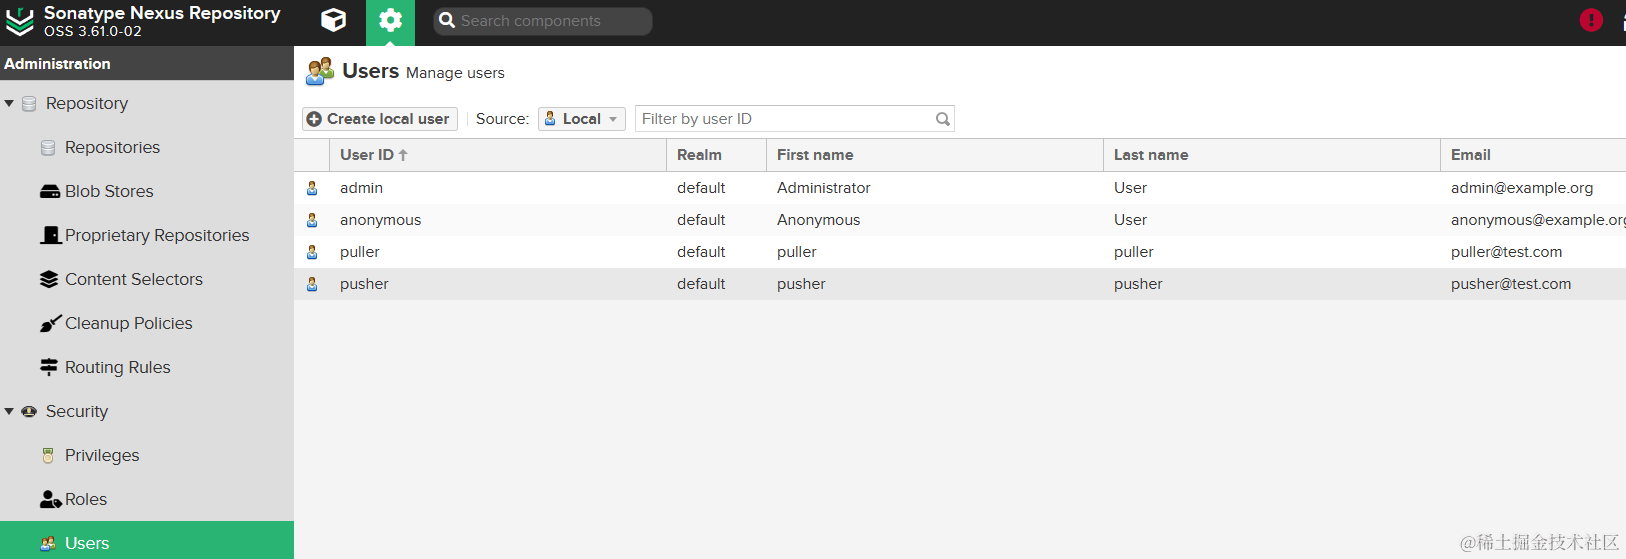 Sonatype Nexus Repository
OSS 3.61.0-02
Search components
Administration
Repository
Repositories
Blob Stores
Proprietary Repositories
Content Selectors
Cleanup Policies
Routing Rules
Security
Privileges
Roles
Users
Users Manage users
Create local user Source: Local Filter by user ID
User ID Realm First name Last name Email
admin default Administrator User admin@example.org
anonymous default Anonymous User anonymous@example.org
puller default puller puller puller@test.com
pusher default pusher pusher pusher@test.com
@稀土掘金技术社区